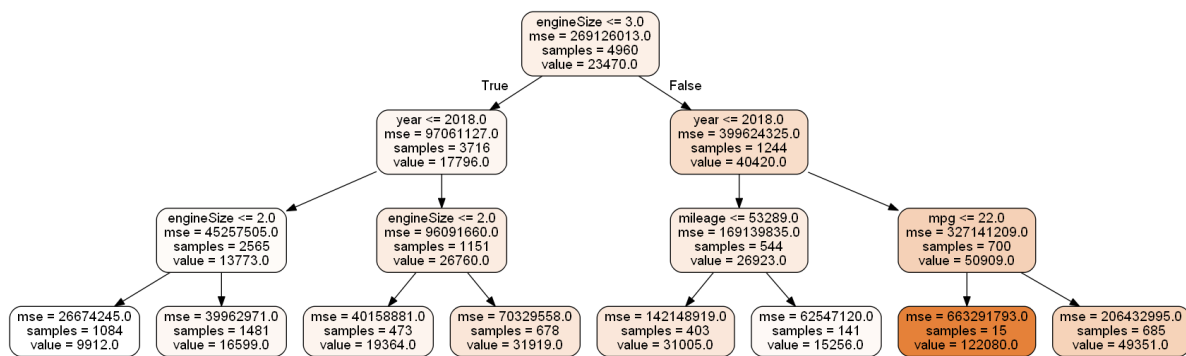 engineSize <= 3.0
mse = 269126013.0
samples = 4960
value = 23470.0
True
False
year <= 2018.0
mse = 97061127.0
samples = 3716
value = 17796.0
year <= 2018.0
mse = 399624325.0
samples = 1244
value = 40420.0
engineSize <= 2.0
mse = 45257505.0
samples = 2565
value = 13773.0
engineSize <= 2.0
mse = 96091660.0
samples = 1151
value = 26760.0
mileage <= 53289.0
mse = 169139835.0
samples = 544
value = 26923.0
mpg <= 22.0
mse = 327141209.0
samples = 700
value = 50909.0
mse = 26674245.0
samples = 1084
value = 9912.0
mse = 39962971.0
samples = 1481
value = 16599.0
mse = 40158881.0
samples = 473
value = 19364.0
mse = 70329558.0
samples = 678
value = 31919.0
mse = 142148919.0
samples = 403
value = 31005.0
mse = 62547120.0
samples = 141
value = 15256.0
mse = 663291793.0
samples = 15
value = 122080.0
mse = 206432995.0
samples = 685
value = 49351.0